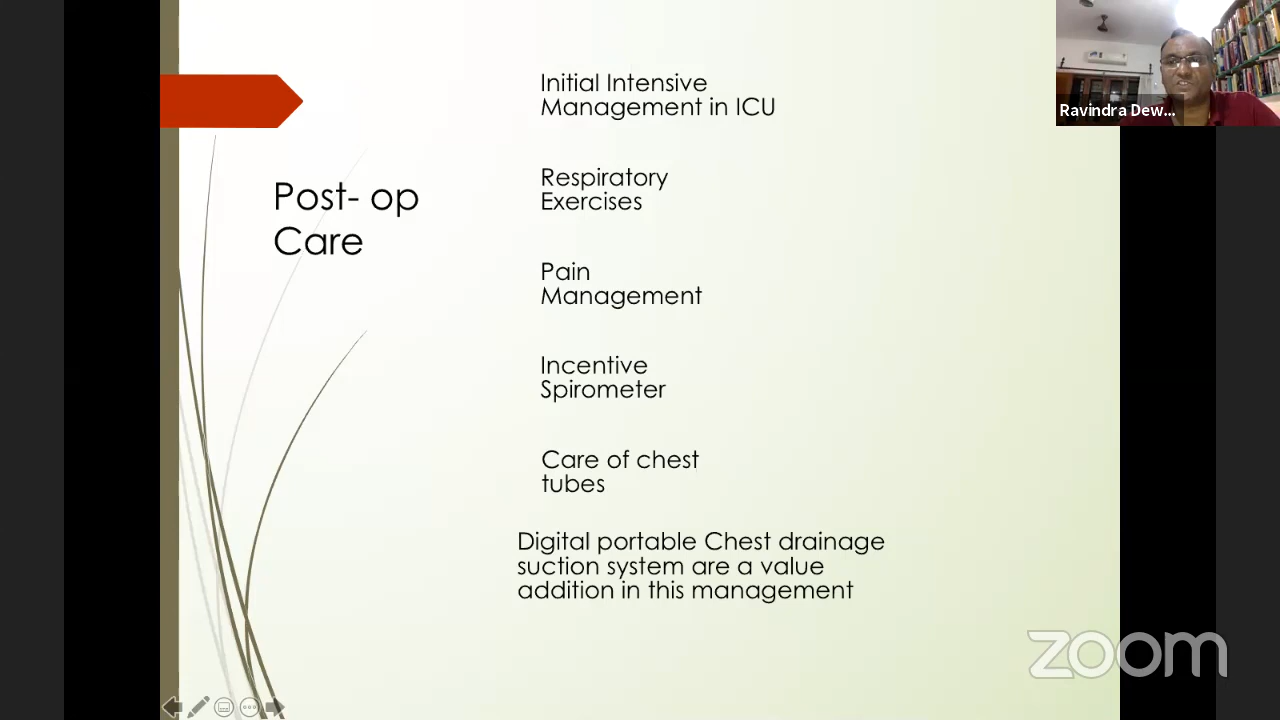 Post- op
Care
Initial Intensive
Management in ICU
Respiratory
Exercises
Pain
Management
Incentive
Spirometer
Care of chest
tubes
Digital portable Chest drainage
suction system are a value
addition in this management
Ravindra Dew...
zoom